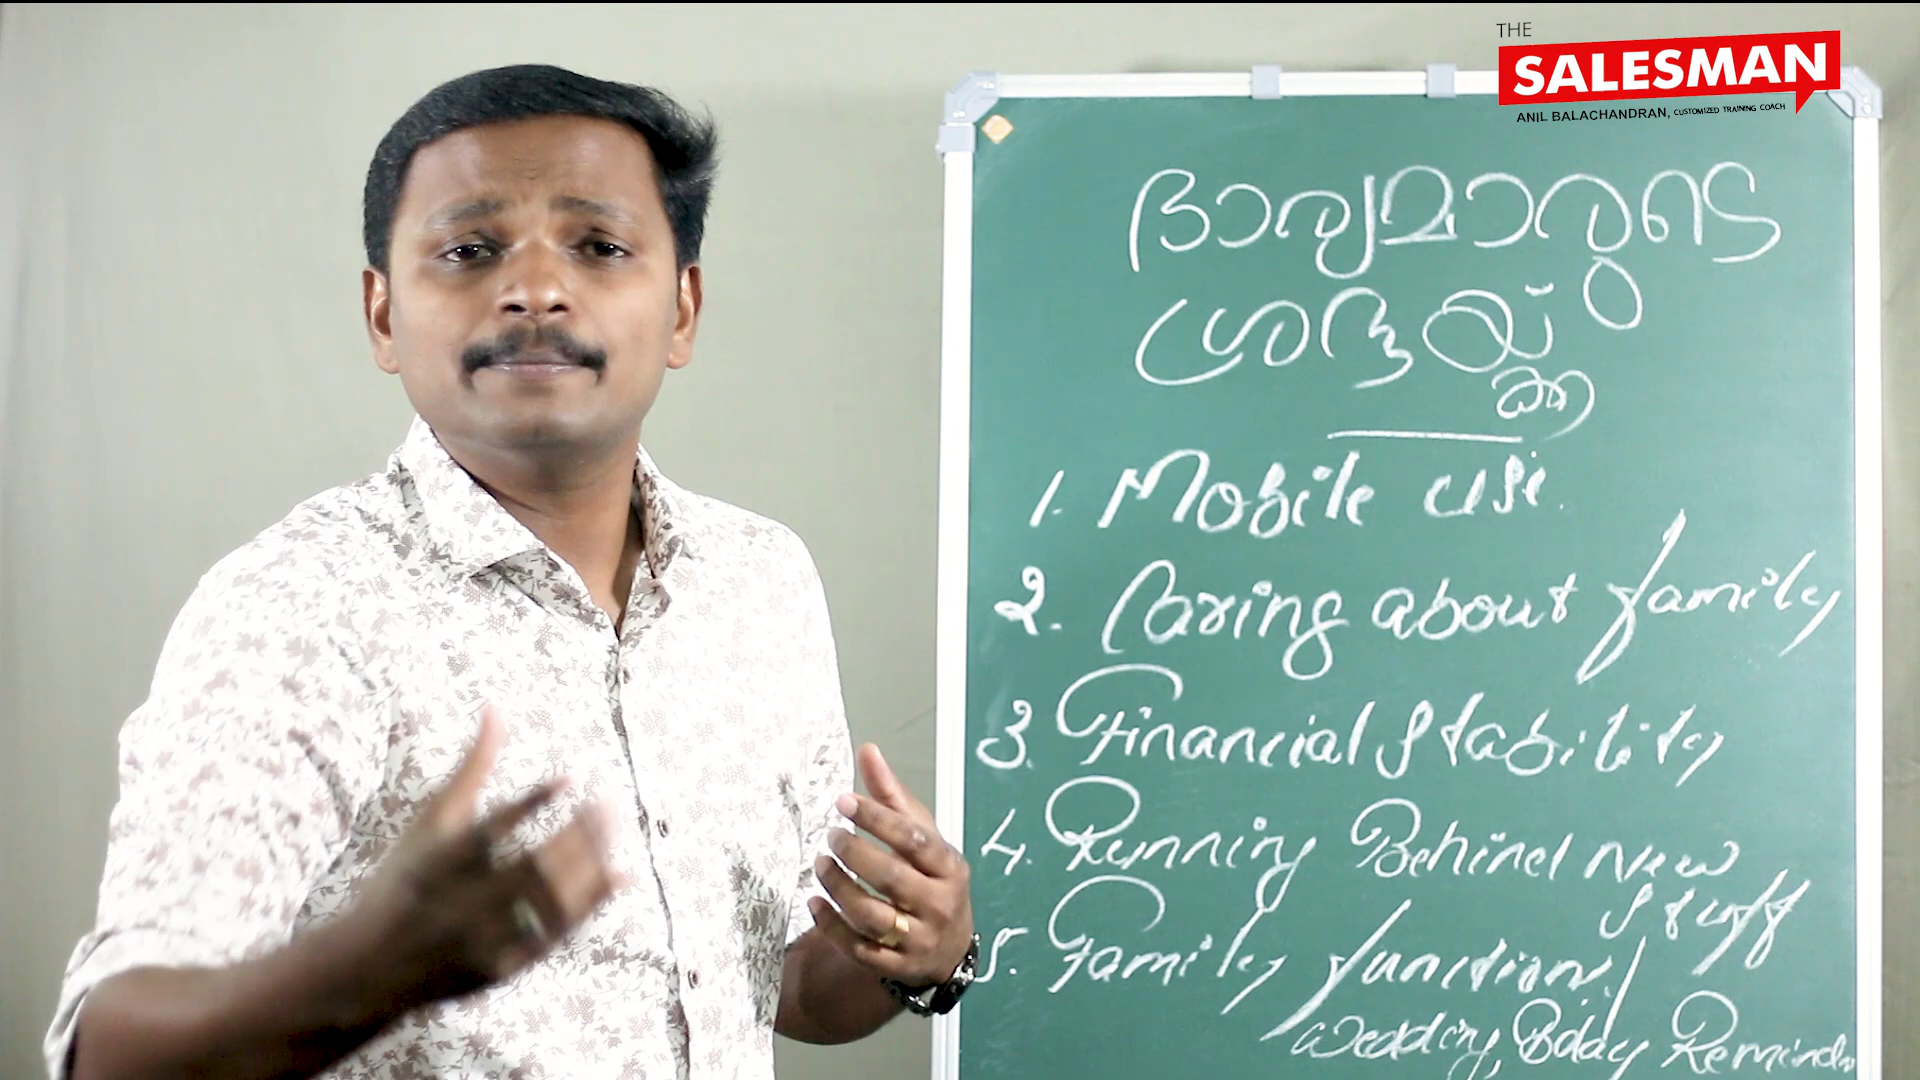 THE
SALESMAN
ANIL BALACHANDRAN, CUSTOMIZED TRAINING COACH
ഭാര്യമാരുടെ
ശ്രദ്ധയ്ക്ക്
1. Mobile use.
2. Caring about family
3. Financial Stability
4. Running Behind New
Stuff
5. Family function/
Wedding, Bday Reminder